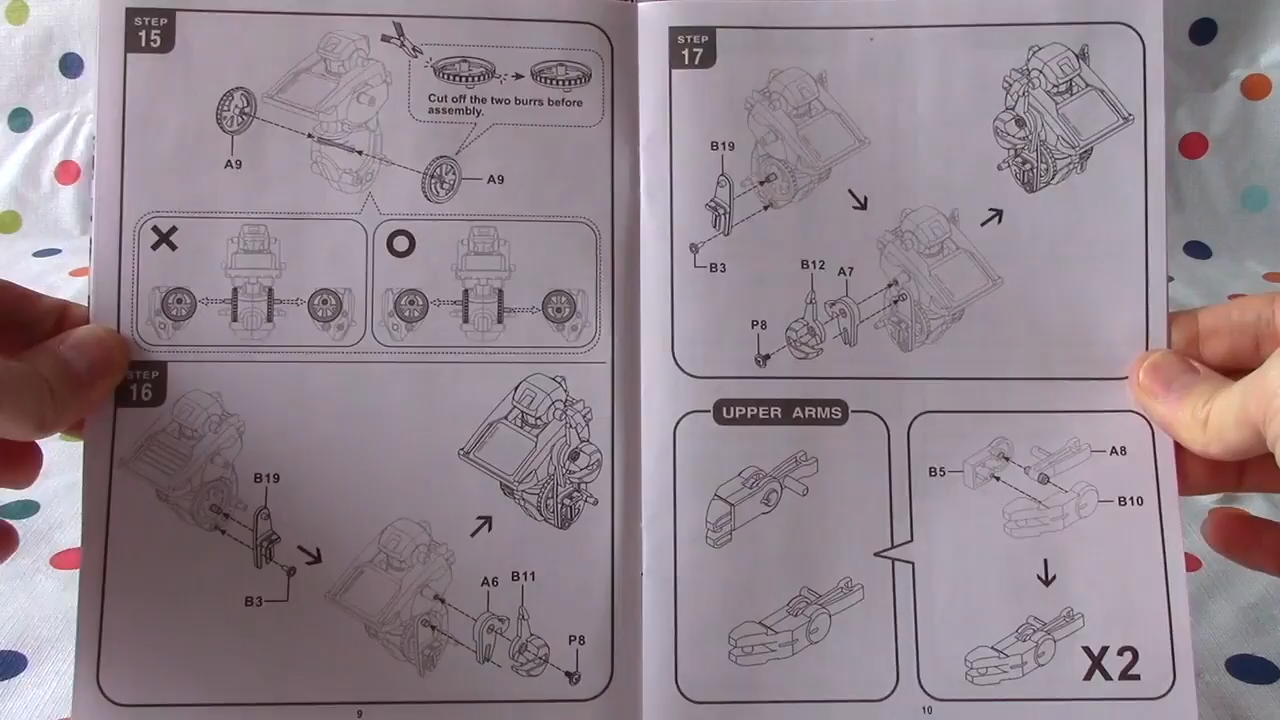 STEP
15
Cut off the two burrs before
assembly.
A9
A9
STEP
16
B19
B3
A6
B11
P8
9
STEP
17
B19
B3
B12
A7
P8
UPPER ARMS
B5
A8
B10
X2
10